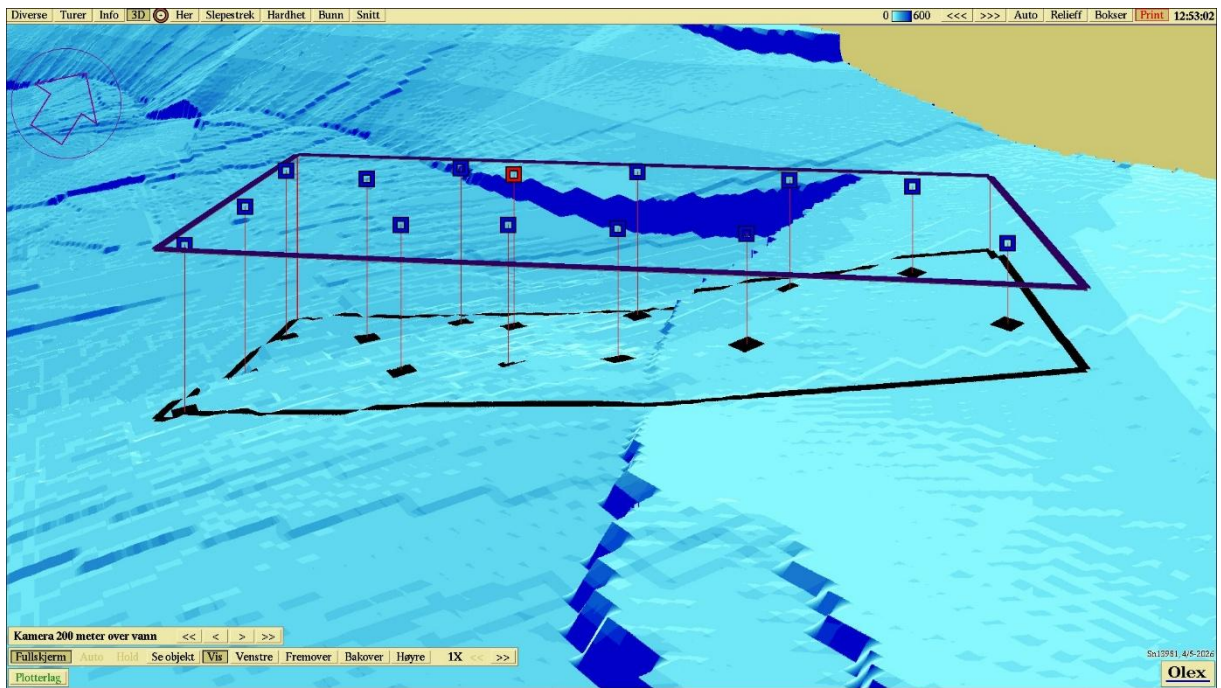 Diverse Turer Info 3D Her Slepestrek Hardhet Bunn Snitt 0 600 <<< >>> Auto Relieff Bokser Print 12:53:02
Kamera 200 meter over vann << < > >>
Fullskjerm Auto Hold Se objekt Vis Venstre Fremover Bakover Høyre 1X << >>
Sn13981, 4/5-2026
Plotterlag
Olex